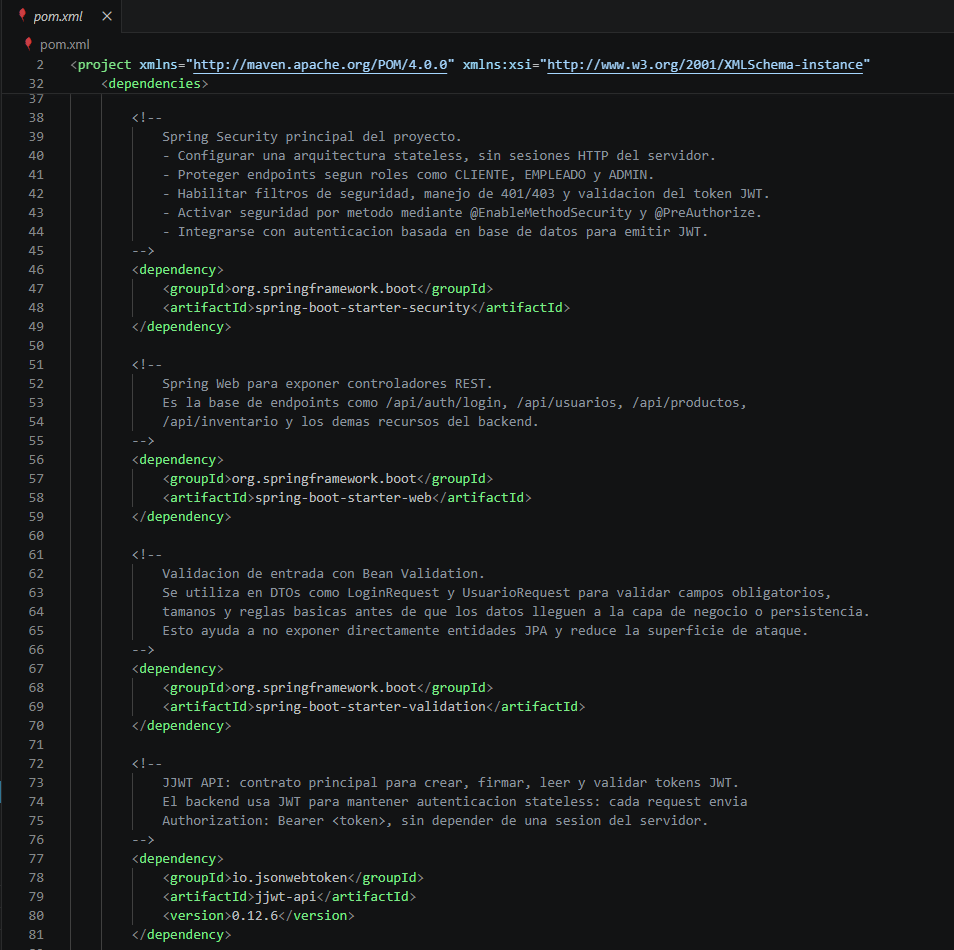 pom.xml
pom.xml
2 <project xmlns="http://maven.apache.org/POM/4.0.0" xmlns:xsi="http://www.w3.org/2001/XMLSchema-instance"
32 <dependencies>
37
38 <!--
39 Spring Security principal del proyecto.
40 - Configurar una arquitectura stateless, sin sesiones HTTP del servidor.
41 - Proteger endpoints segun roles como CLIENTE, EMPLEADO y ADMIN.
42 - Habilitar filtros de seguridad, manejo de 401/403 y validacion del token JWT.
43 - Activar seguridad por metodo mediante @EnableMethodSecurity y @PreAuthorize.
44 - Integrarse con autenticacion basada en base de datos para emitir JWT.
45 -->
46 <dependency>
47 <groupId>org.springframework.boot</groupId>
48 <artifactId>spring-boot-starter-security</artifactId>
49 </dependency>
50
51 <!--
52 Spring Web para exponer controladores REST.
53 Es la base de endpoints como /api/auth/login, /api/usuarios, /api/productos,
54 /api/inventario y los demas recursos del backend.
55 -->
56 <dependency>
57 <groupId>org.springframework.boot</groupId>
58 <artifactId>spring-boot-starter-web</artifactId>
59 </dependency>
60
61 <!--
62 Validacion de entrada con Bean Validation.
63 Se utiliza en DTOs como LoginRequest y UsuarioRequest para validar campos obligatorios,
64 tamanos y reglas basicas antes de que los datos lleguen a la capa de negocio o persistencia.
65 Esto ayuda a no exponer directamente entidades JPA y reduce la superficie de ataque.
66 -->
67 <dependency>
68 <groupId>org.springframework.boot</groupId>
69 <artifactId>spring-boot-starter-validation</artifactId>
70 </dependency>
71
72 <!--
73 JJWT API: contrato principal para crear, firmar, leer y validar tokens JWT.
74 El backend usa JWT para mantener autenticacion stateless: cada request envia
75 Authorization: Bearer <token>, sin depender de una sesion del servidor.
76 -->
77 <dependency>
78 <groupId>io.jsonwebtoken</groupId>
79 <artifactId>jjwt-api</artifactId>
80 <version>0.12.6</version>
81 </dependency>